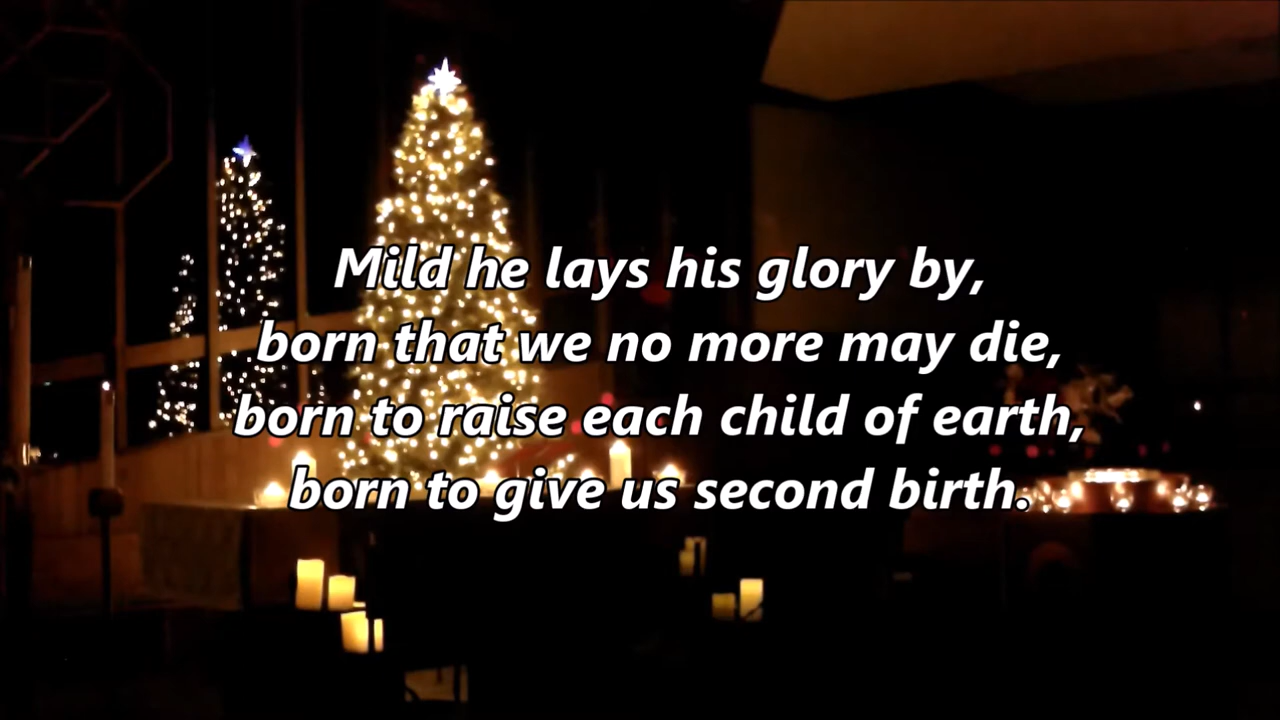 Mild he lays his glory by,
born that we no more may die,
born to raise each child of earth,
born to give us second birth.